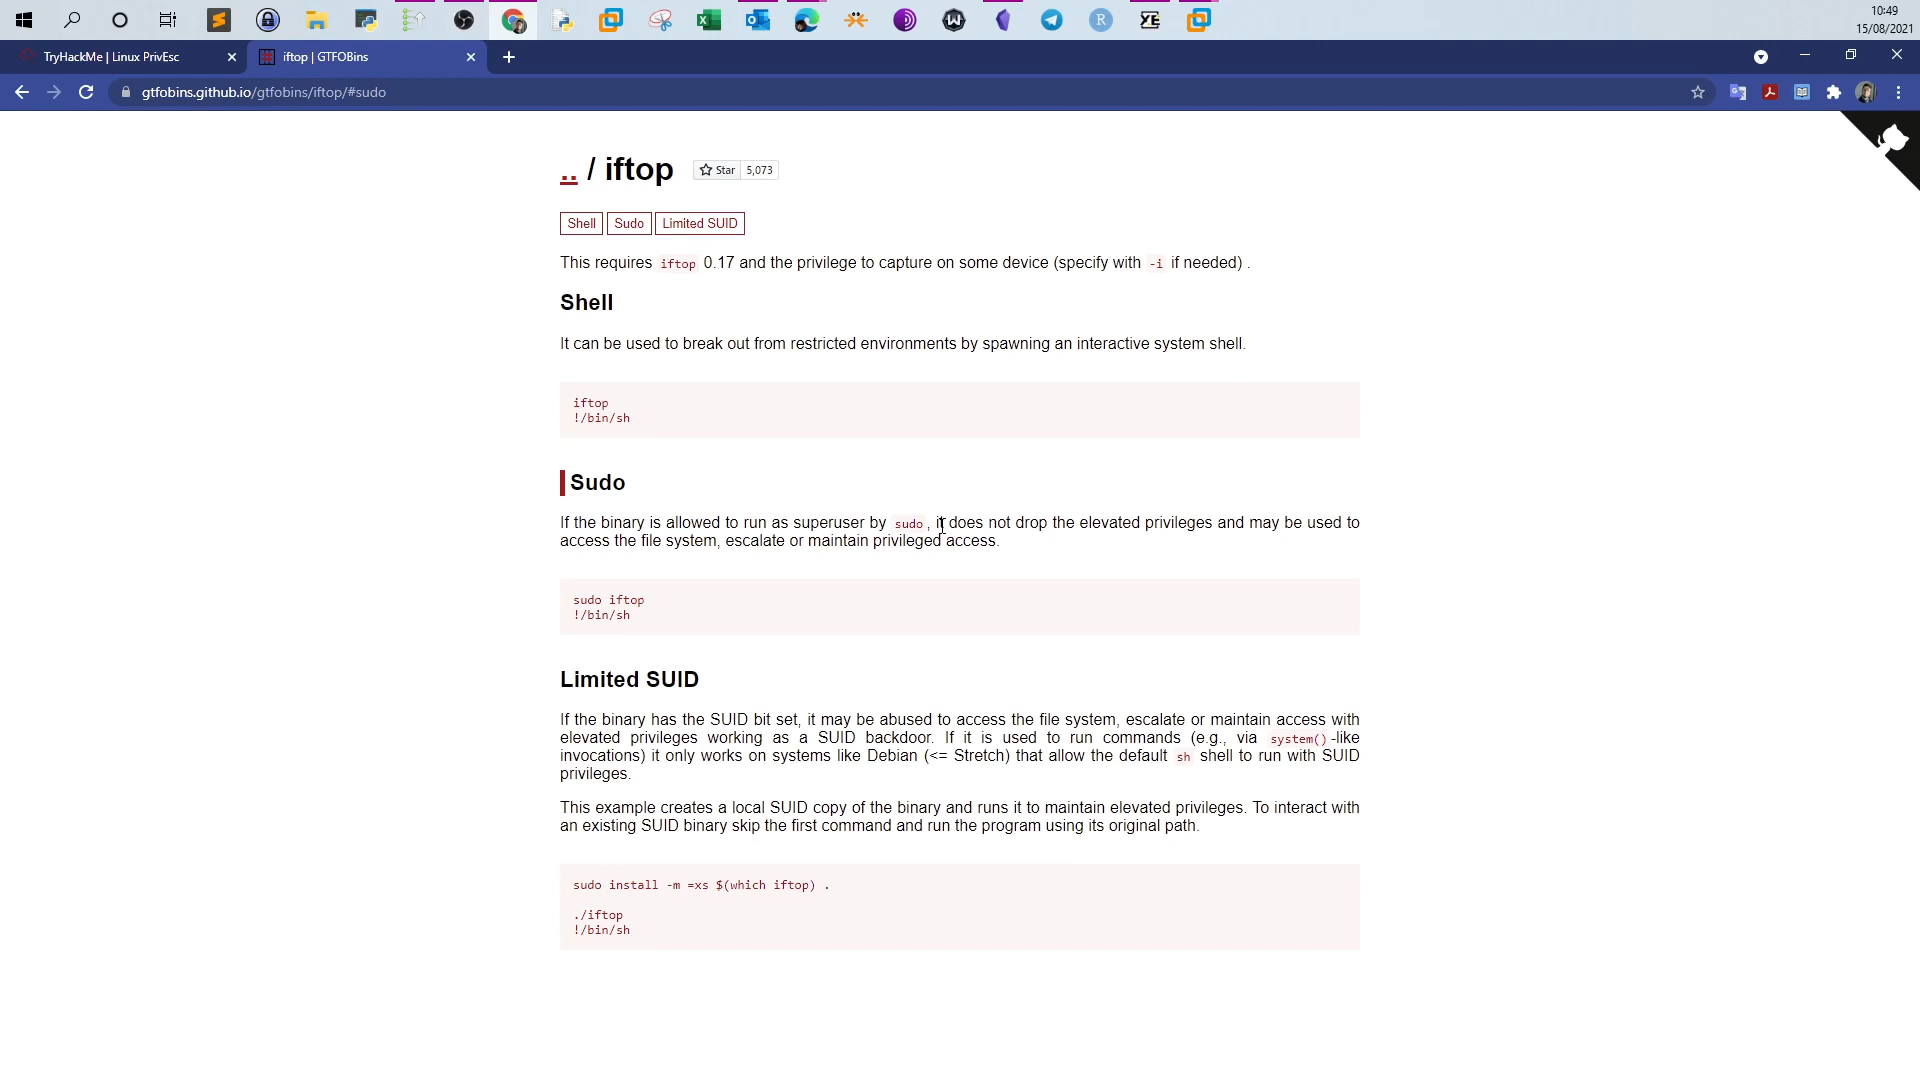 10:49
15/08/2021
TryHackMe | Linux PrivEsc
iftop | GTFOBins
gtfobins.github.io/gtfobins/iftop/#sudo
.. / iftop
Star 5,073
Shell Sudo Limited SUID
This requires iftop 0.17 and the privilege to capture on some device (specify with -i if needed) .
Shell
It can be used to break out from restricted environments by spawning an interactive system shell.
iftop
!/bin/sh
Sudo
If the binary is allowed to run as superuser by sudo, it does not drop the elevated privileges and may be used to
access the file system, escalate or maintain privileged access.
sudo iftop
!/bin/sh
Limited SUID
If the binary has the SUID bit set, it may be abused to access the file system, escalate or maintain access with
elevated privileges working as a SUID backdoor. If it is used to run commands (e.g., via system()-like
invocations) it only works on systems like Debian (<= Stretch) that allow the default sh shell to run with SUID
privileges.
This example creates a local SUID copy of the binary and runs it to maintain elevated privileges. To interact with
an existing SUID binary skip the first command and run the program using its original path.
sudo install -m =xs $(which iftop) .
./iftop
!/bin/sh